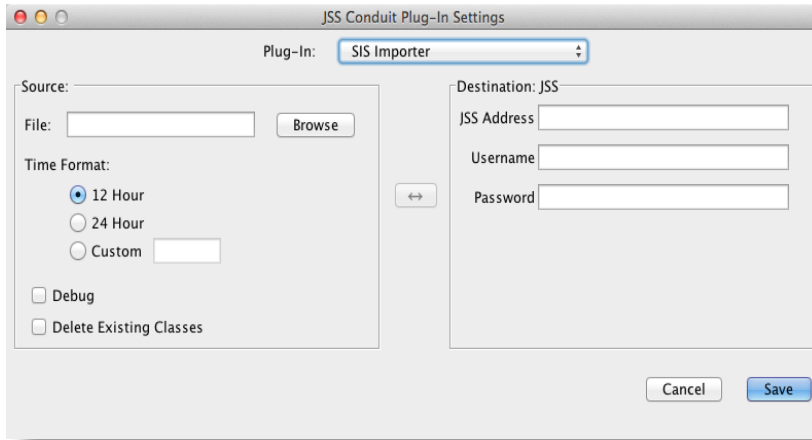 JSS Conduit Plug-In Settings
Plug-In: SIS Importer
Source:
File: Browse
Time Format:
12 Hour
24 Hour
Custom
Debug
Delete Existing Classes
Destination: JSS
JSS Address
Username
Password
Cancel Save